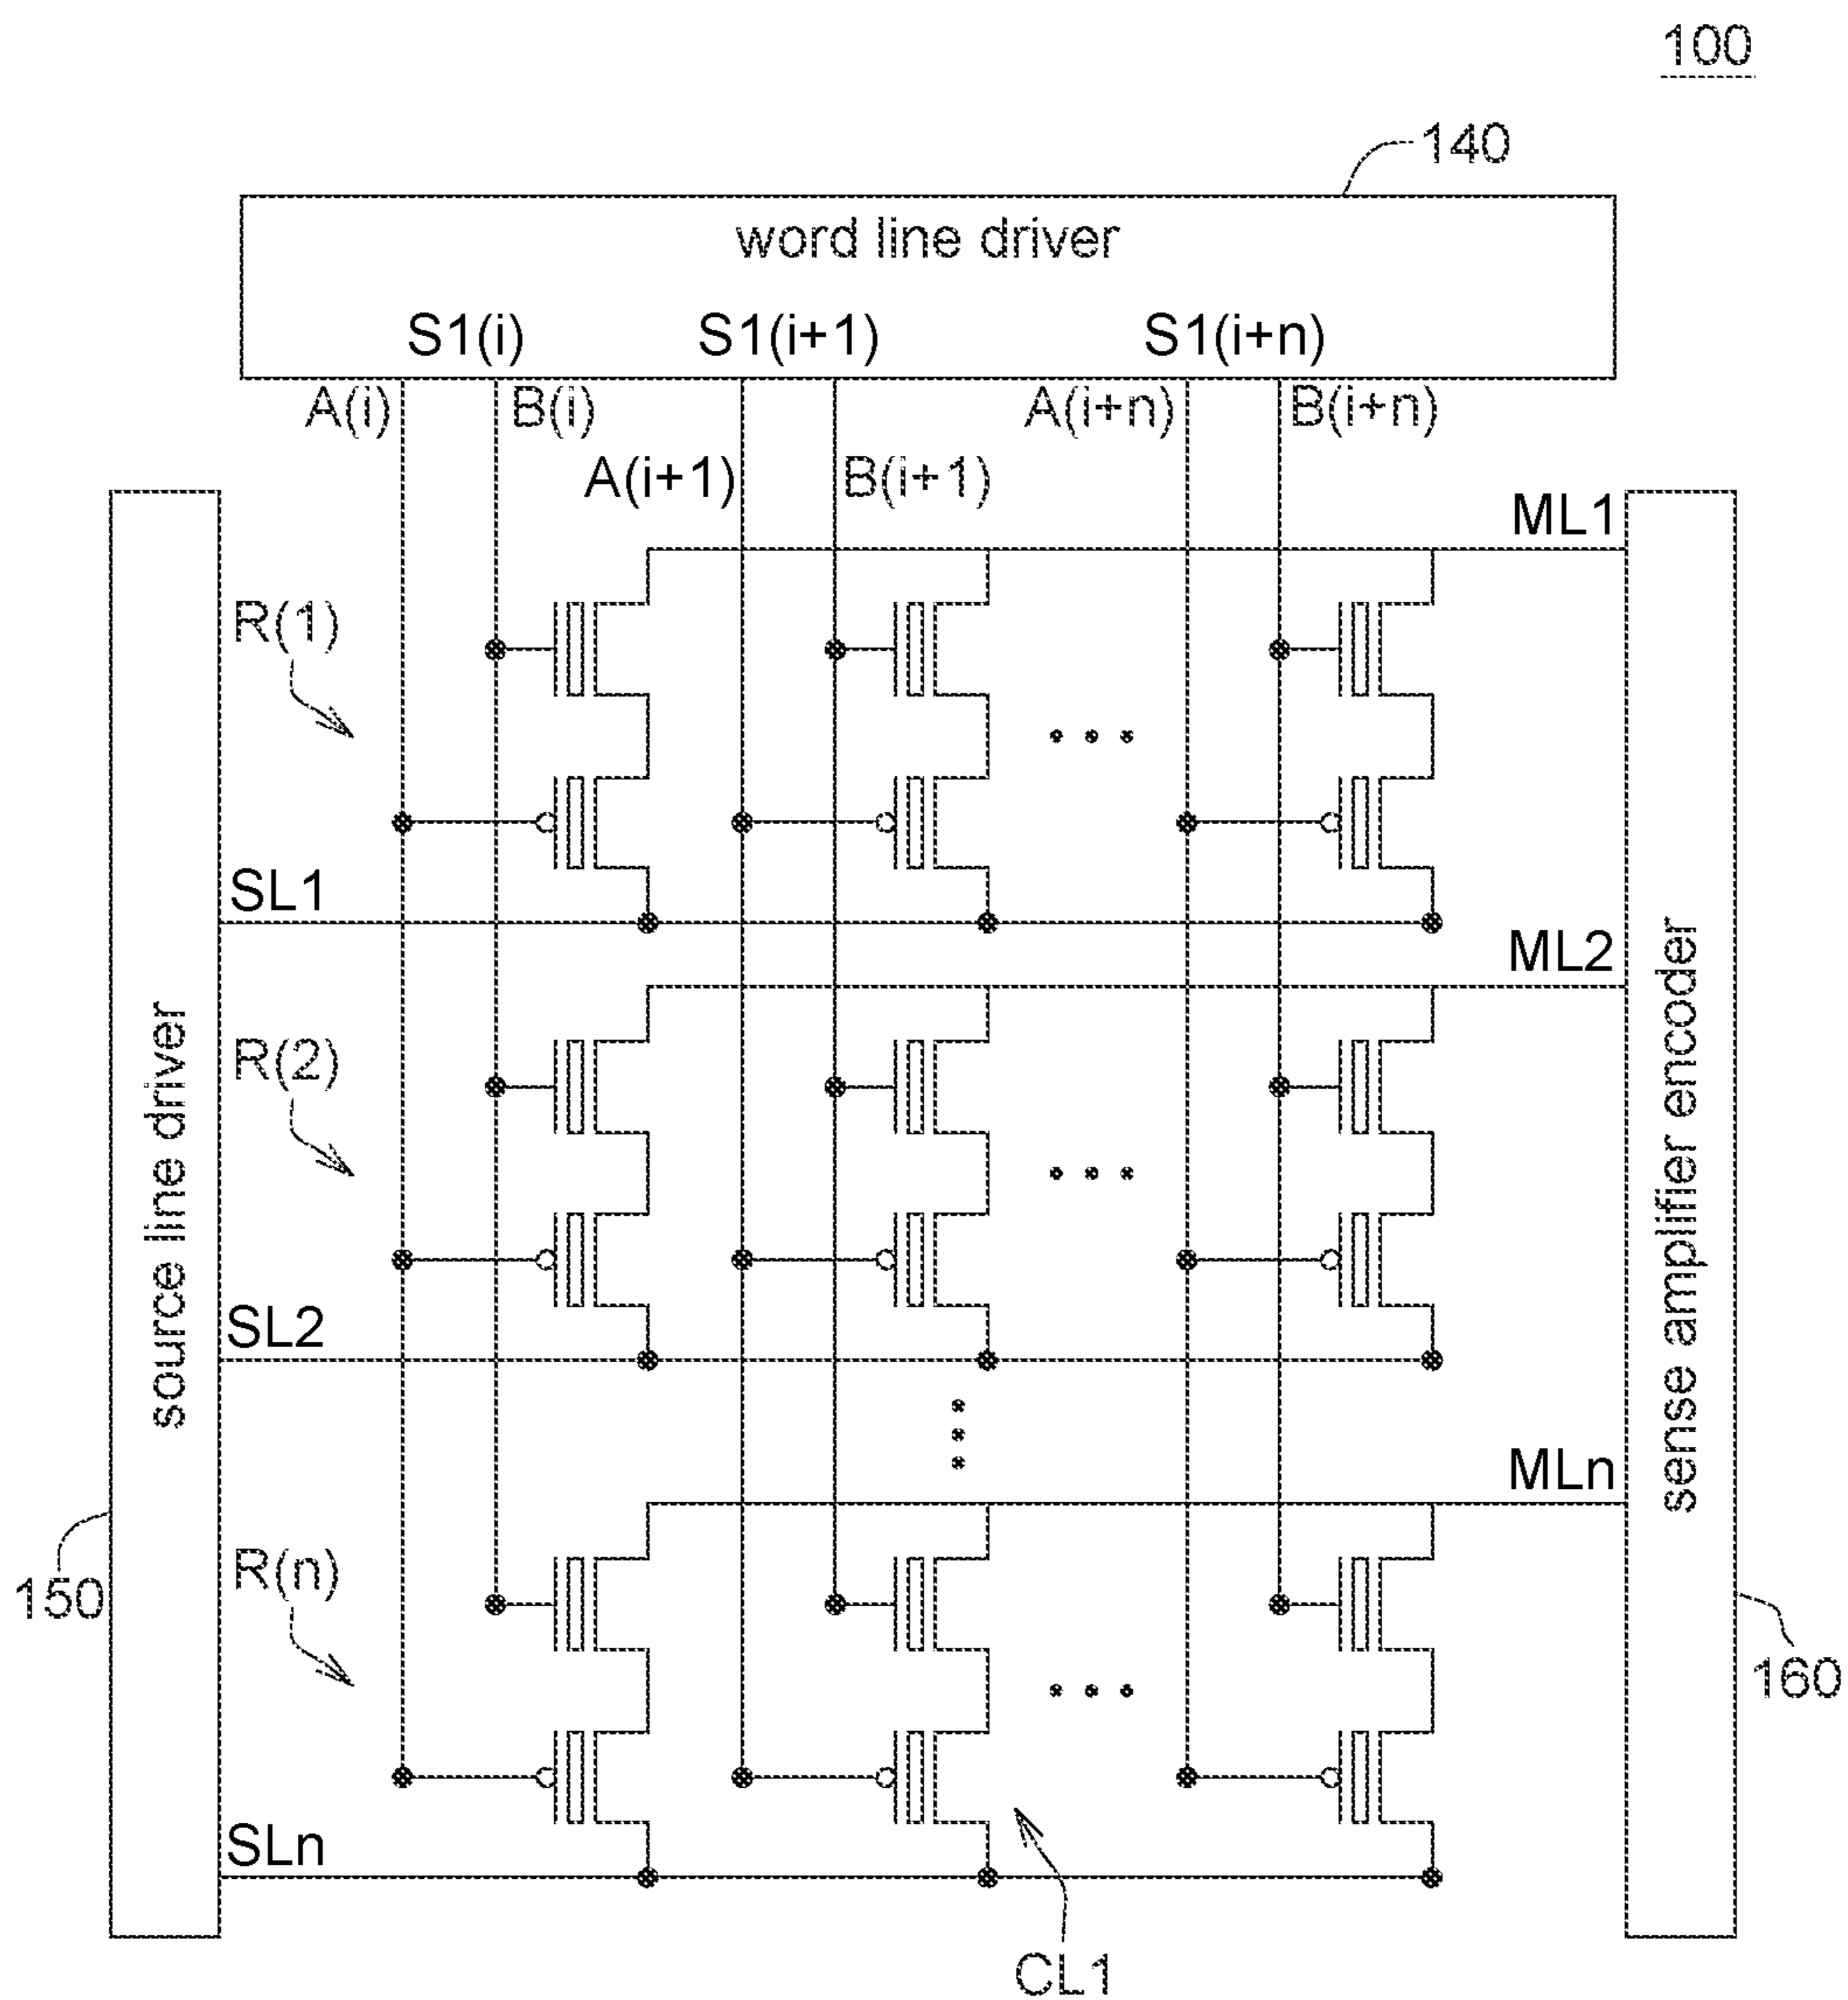 100
140
word line driver
S1(i) S1(i+1) S1(i+n)
A(i) B(i) A(i+n) B(i+n)
A(i+1) B(i+1)
ML1
R(1)
SL1
ML2
R(2)
SL2
MLn
R(n)
SLn
source line driver
sense amplifier encoder
150
160
CL1